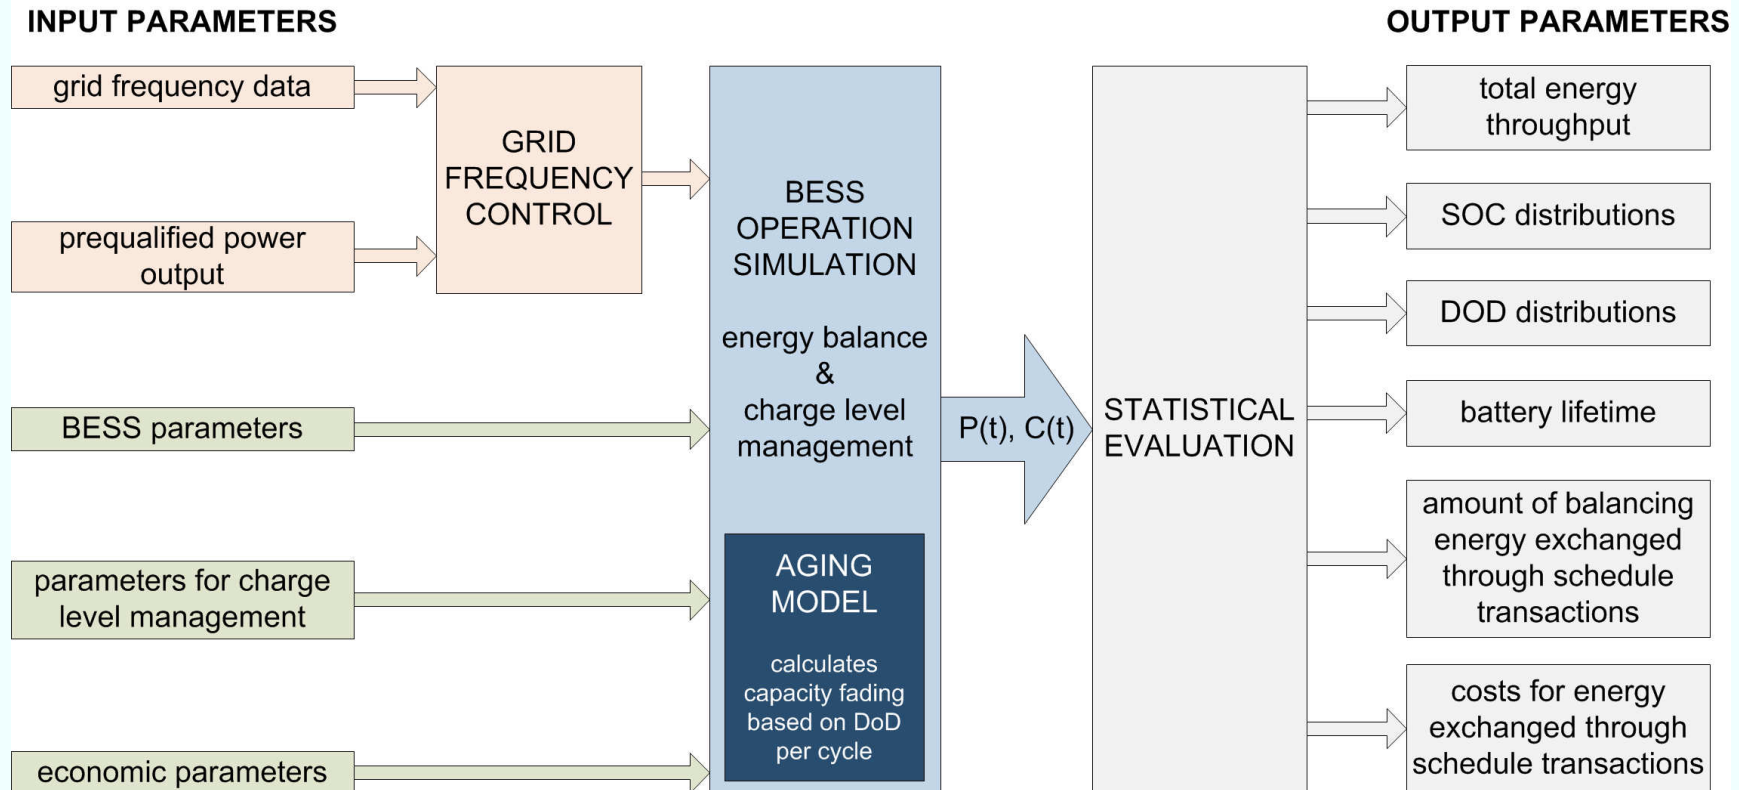 INPUT PARAMETERS
OUTPUT PARAMETERS
grid frequency data
prequalified power
output
GRID
FREQUENCY
CONTROL
BESS parameters
parameters for charge
level management
economic parameters
BESS
OPERATION
SIMULATION
energy balance
&
charge level
management
AGING
MODEL
calculates
capacity fading
based on DoD
per cycle
P(t), C(t)
STATISTICAL
EVALUATION
total energy
throughput
SOC distributions
DOD distributions
battery lifetime
amount of balancing
energy exchanged
through schedule
transactions
costs for energy
exchanged through
schedule transactions